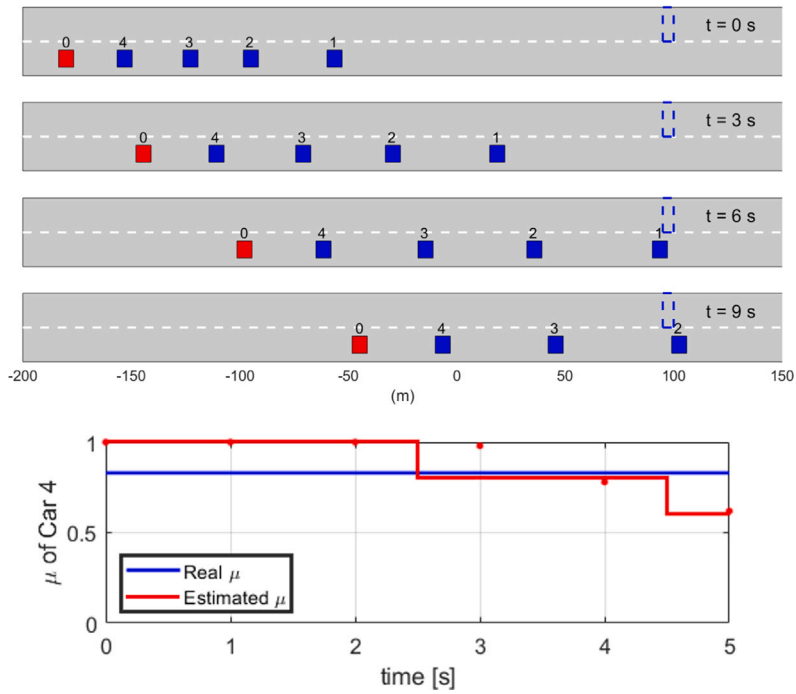 t = 0 s
0 4 3 2 1
t = 3 s
0 4 3 2 1
t = 6 s
0 4 3 2 1
t = 9 s
0 4 3 2
-200 -150 -100 -50 0 50 100 150
(m)
1
0.5
0
μ of Car 4
Real μ
Estimated μ
0 1 2 3 4 5
time [s]